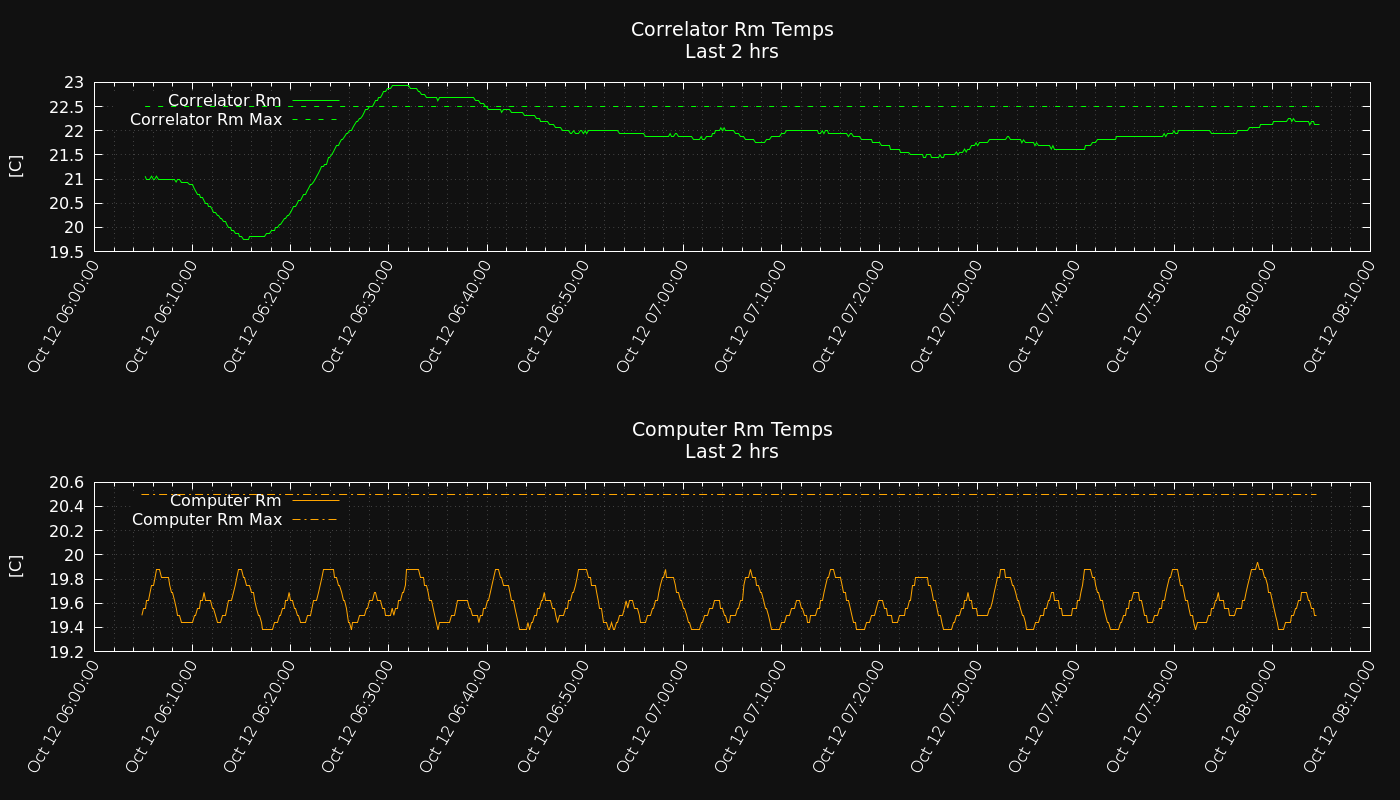 Correlator Rm Temps
Last 2 hrs
23
22.5
22
21.5
21
20.5
20
19.5
[C]
Correlator Rm
Correlator Rm Max
Oct 12 06:00:00
Oct 12 06:10:00
Oct 12 06:20:00
Oct 12 06:30:00
Oct 12 06:40:00
Oct 12 06:50:00
Oct 12 07:00:00
Oct 12 07:10:00
Oct 12 07:20:00
Oct 12 07:30:00
Oct 12 07:40:00
Oct 12 07:50:00
Oct 12 08:00:00
Oct 12 08:10:00
Computer Rm Temps
Last 2 hrs
20.6
20.4
20.2
20
19.8
19.6
19.4
19.2
[C]
Computer Rm
Computer Rm Max
Oct 12 06:00:00
Oct 12 06:10:00
Oct 12 06:20:00
Oct 12 06:30:00
Oct 12 06:40:00
Oct 12 06:50:00
Oct 12 07:00:00
Oct 12 07:10:00
Oct 12 07:20:00
Oct 12 07:30:00
Oct 12 07:40:00
Oct 12 07:50:00
Oct 12 08:00:00
Oct 12 08:10:00